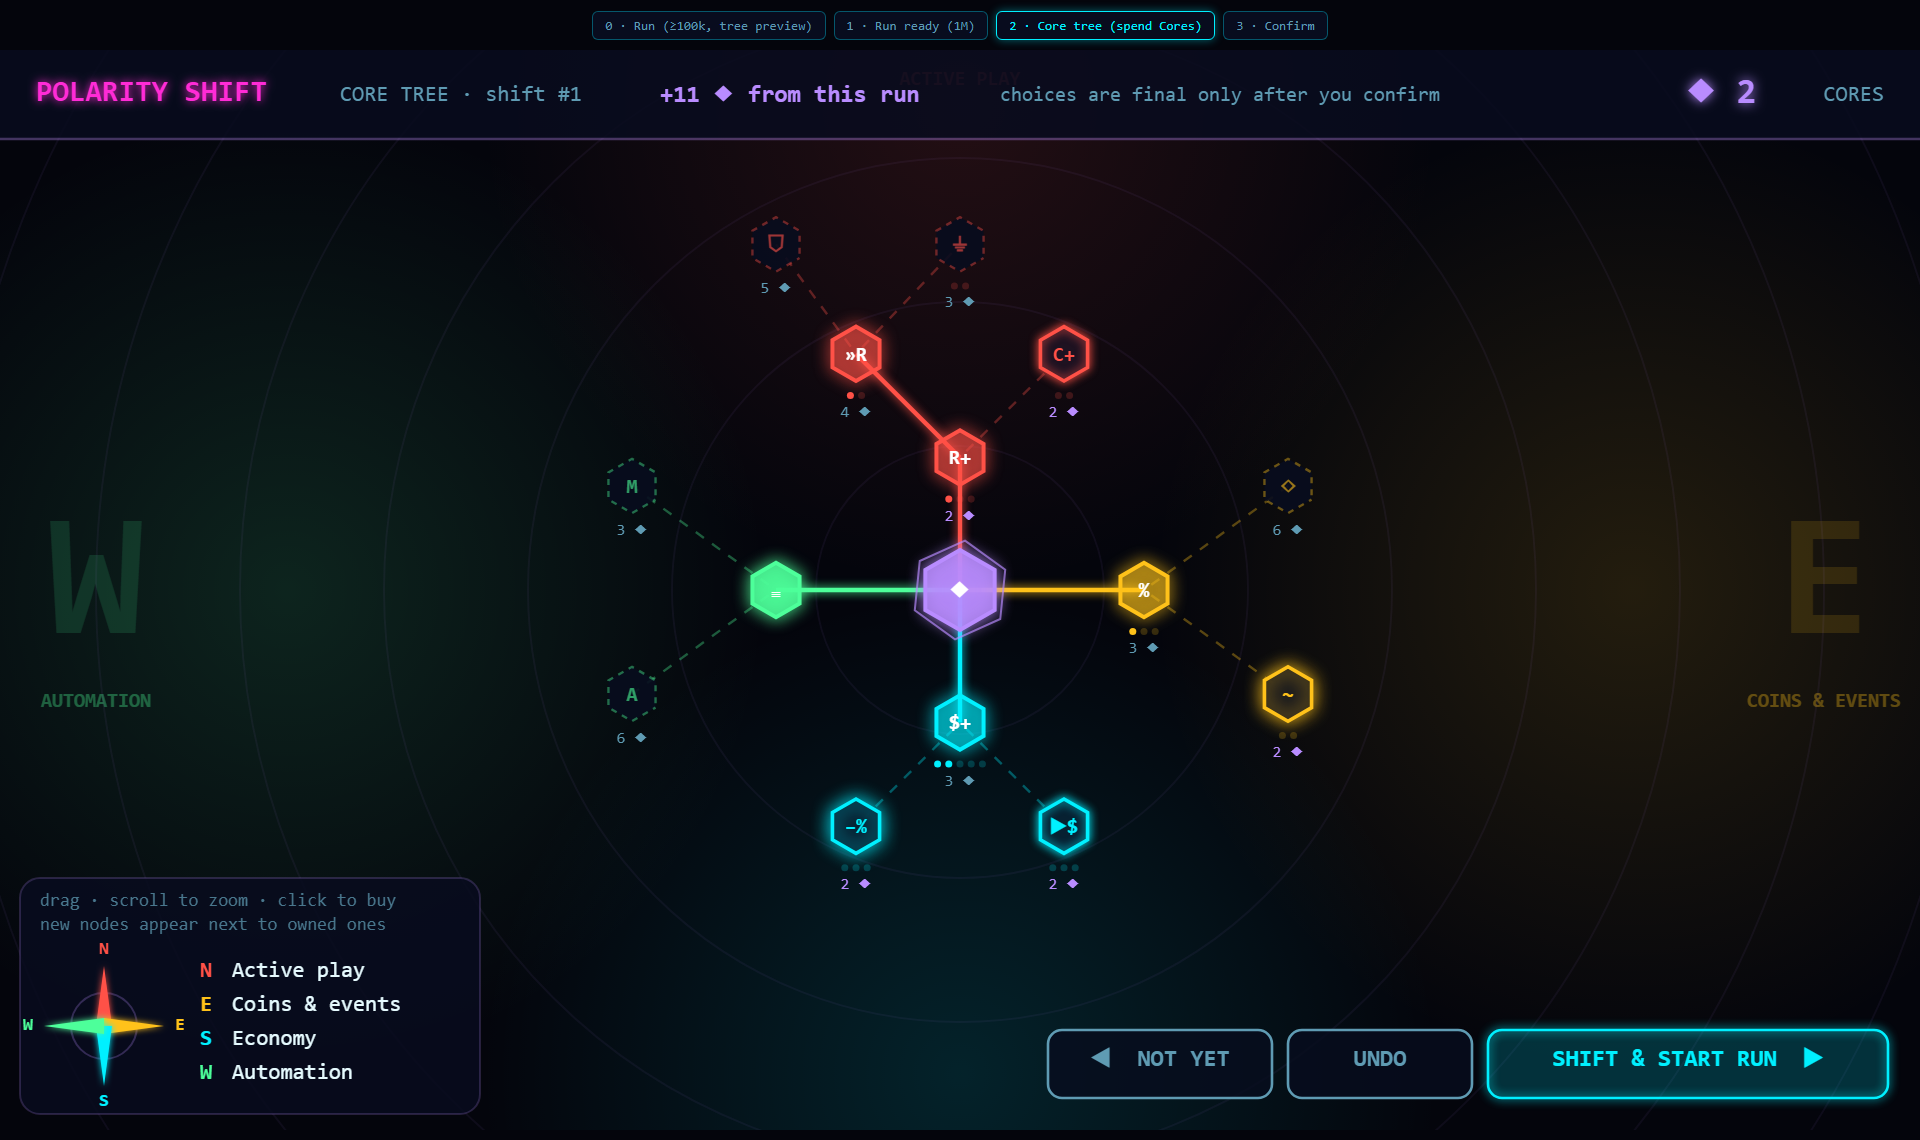 0 · Run (≥100k, tree preview)
1 · Run ready (1M)
2 · Core tree (spend Cores)
3 · Confirm
ACTIVE PLAY
POLARITY SHIFT
CORE TREE · shift #1
+11 ◆ from this run
choices are final only after you confirm
◆ 2
CORES
5 ◆
3 ◆
»R
4 ◆
C+
2 ◆
R+
2 ◆
M
3 ◆
◇
6 ◆
W
AUTOMATION
≡
◆
%
3 ◆
E
COINS & EVENTS
A
6 ◆
~
2 ◆
$+
3 ◆
−%
2 ◆
▶$
2 ◆
drag · scroll to zoom · click to buy
new nodes appear next to owned ones
N
W
E
S
N Active play
E Coins & events
S Economy
W Automation
◀ NOT YET
UNDO
SHIFT & START RUN ▶